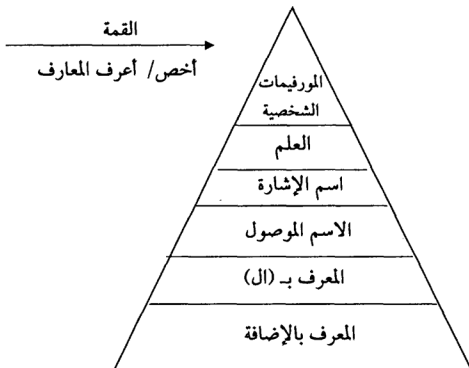 القمة
أخص/ أعرف المعارف
المورفيمات
الشخصية
العلم
اسم الإشارة
الاسم الموصول
المعرف بـ (ال)
المعرف بالإضافة